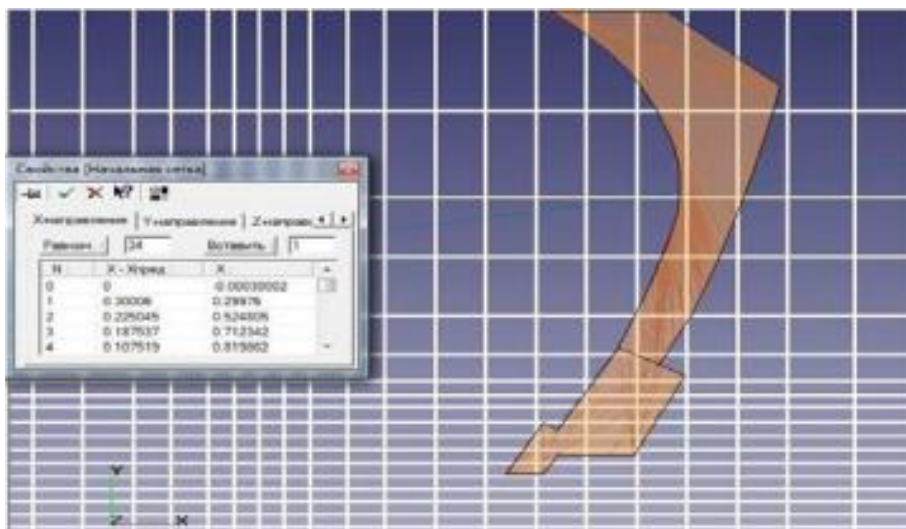 Свойства [Начальная сетка]
X-направление Y-направление Z-направ
Равном. 34 Вставить 1
N X - Xпред X
0 0 -0.00030002
1 0.30006 0.29976
2 0.225045 0.524805
3 0.187537 0.712342
4 0.107519 0.819862
Y
Z X